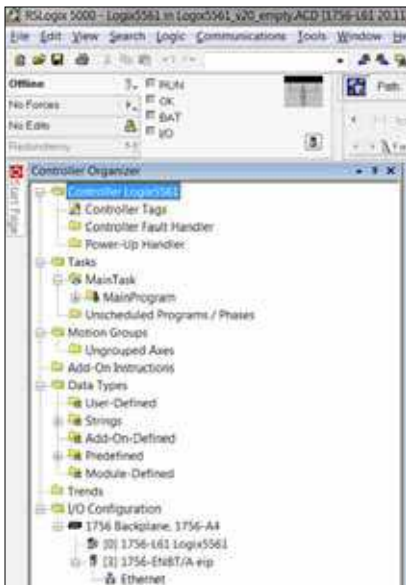 RSLogix 5000 - Logix5561 in Logix5561_v20_empty.ACD [1756-L61 20.11
File Edit View Search Logic Communications Tools Window
Offline
RUN
No Forces
OK
BAT
No Edits
I/O
Redundancy
Path
Start Page
Controller Organizer
Controller Logix5561
Controller Tags
Controller Fault Handler
Power-Up Handler
Tasks
MainTask
MainProgram
Unscheduled Programs / Phases
Motion Groups
Ungrouped Axes
Add-On Instructions
Data Types
User-Defined
Strings
Add-On-Defined
Predefined
Module-Defined
Trends
I/O Configuration
1756 Backplane, 1756-A4
[0] 1756-L61 Logix5561
[3] 1756-ENBT/A eip
Ethernet